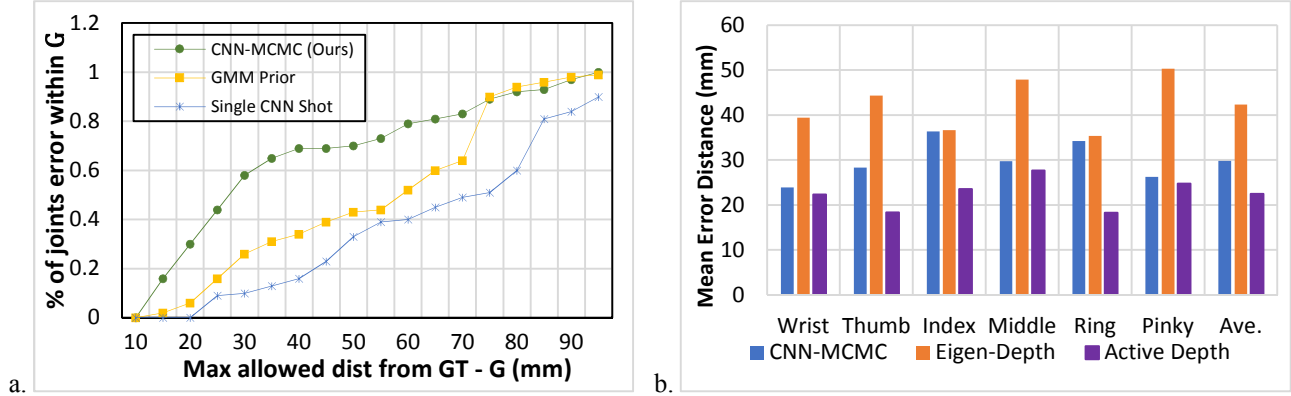 % of joints error within G
1.2
1
0.8
0.6
0.4
0.2
0
CNN-MCMC (Ours)
GMM Prior
Single CNN Shot
10 20 30 40 50 60 70 80 90
Max allowed dist from GT - G (mm)
a.
Mean Error Distance (mm)
60
50
40
30
20
10
0
Wrist Thumb Index Middle Ring Pinky Ave.
CNN-MCMC Eigen-Depth Active Depth
b.